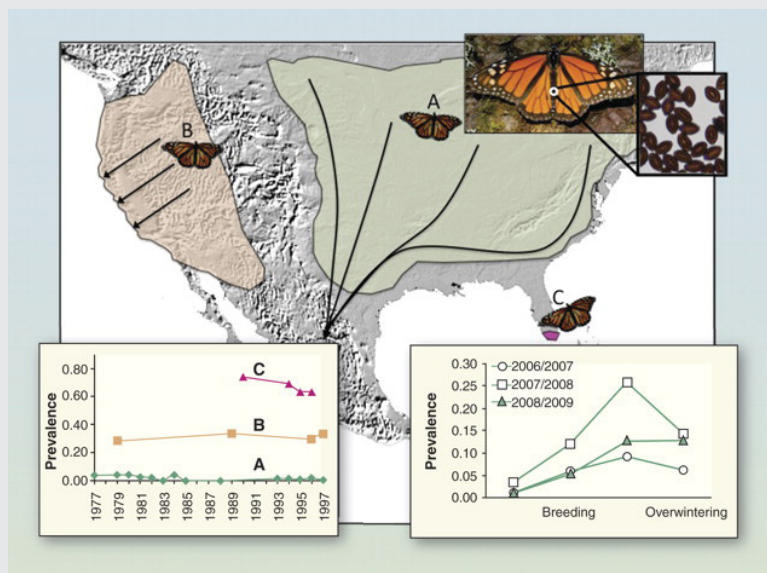 A
B
C
Prevalence
0.80
0.60
0.40
0.20
0.00
C
B
A
1977
1979
1981
1983
1985
1987
1989
1991
1993
1995
1997
Prevalence
0.30
0.25
0.20
0.15
0.10
0.05
0.00
2006/2007
2007/2008
2008/2009
Breeding Overwintering